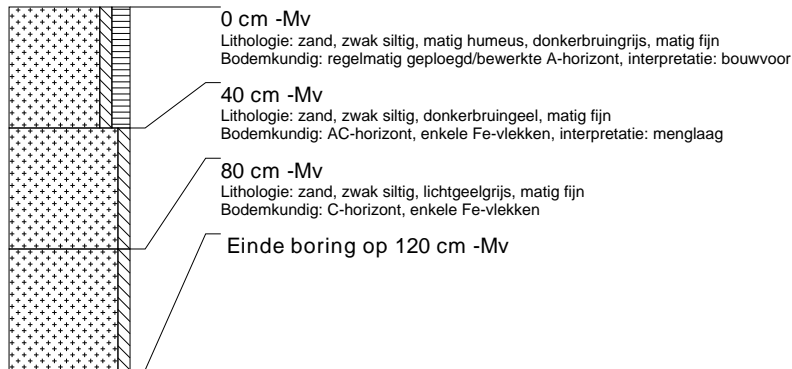 0 cm -Mv
Lithologie: zand, zwak siltig, matig humeus, donkerbruingrijs, matig fijn
Bodemkundig: regelmatig geploegd/bewerkte A-horizont, interpretatie: bouwvoor
40 cm -Mv
Lithologie: zand, zwak siltig, donkerbruingeel, matig fijn
Bodemkundig: AC-horizont, enkele Fe-vlekken, interpretatie: menglaag
80 cm -Mv
Lithologie: zand, zwak siltig, lichtgeelgrijs, matig fijn
Bodemkundig: C-horizont, enkele Fe-vlekken
Einde boring op 120 cm -Mv